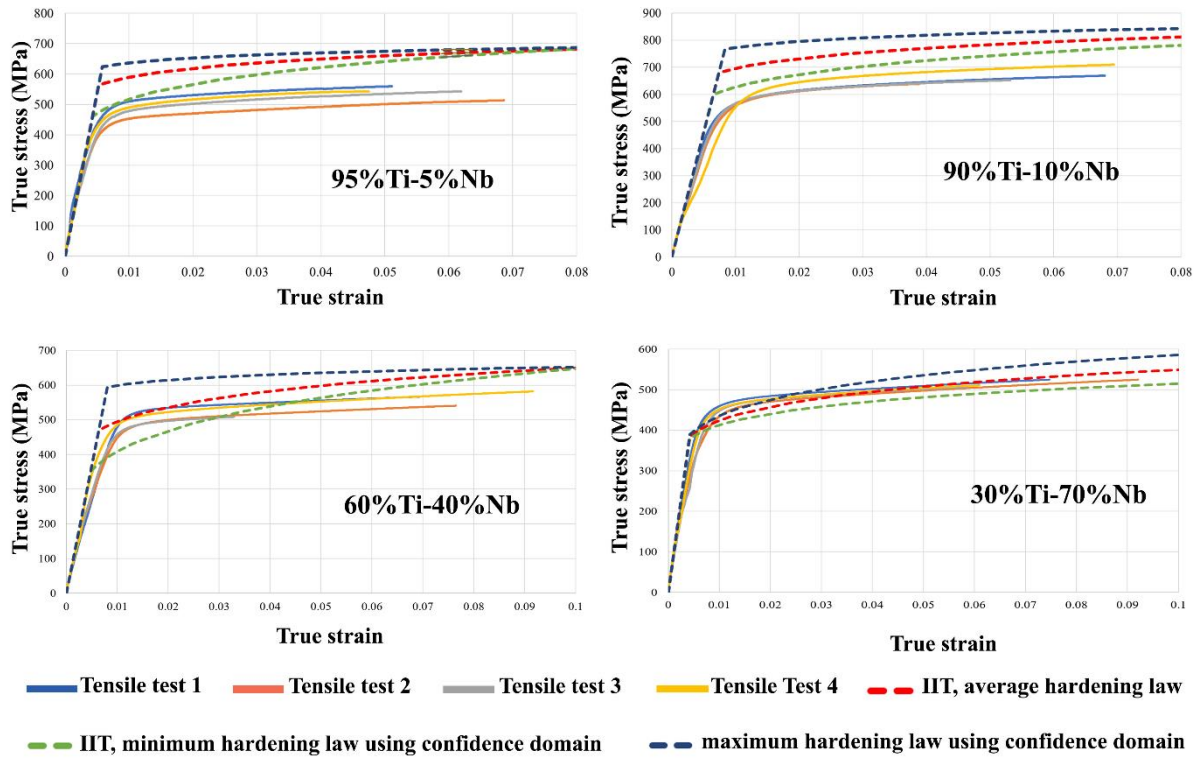 True stress (MPa)
800
700
600
500
400
300
200
100
0
0 0.01 0.02 0.03 0.04 0.05 0.06 0.07 0.08
True strain
95%Ti-5%Nb
True stress (MPa)
900
800
700
600
500
400
300
200
100
0
0 0.01 0.02 0.03 0.04 0.05 0.06 0.07 0.08
True strain
90%Ti-10%Nb
True stress (MPa)
700
600
500
400
300
200
100
0
0 0.01 0.02 0.03 0.04 0.05 0.06 0.07 0.08 0.09 0.1
True strain
60%Ti-40%Nb
True stress (MPa)
600
500
400
300
200
100
0
0 0.01 0.02 0.03 0.04 0.05 0.06 0.07 0.08 0.09 0.1
True strain
30%Ti-70%Nb
Tensile test 1 Tensile test 2 Tensile test 3 Tensile Test 4 IIT, average hardening law
IIT, minimum hardening law using confidence domain maximum hardening law using confidence domain